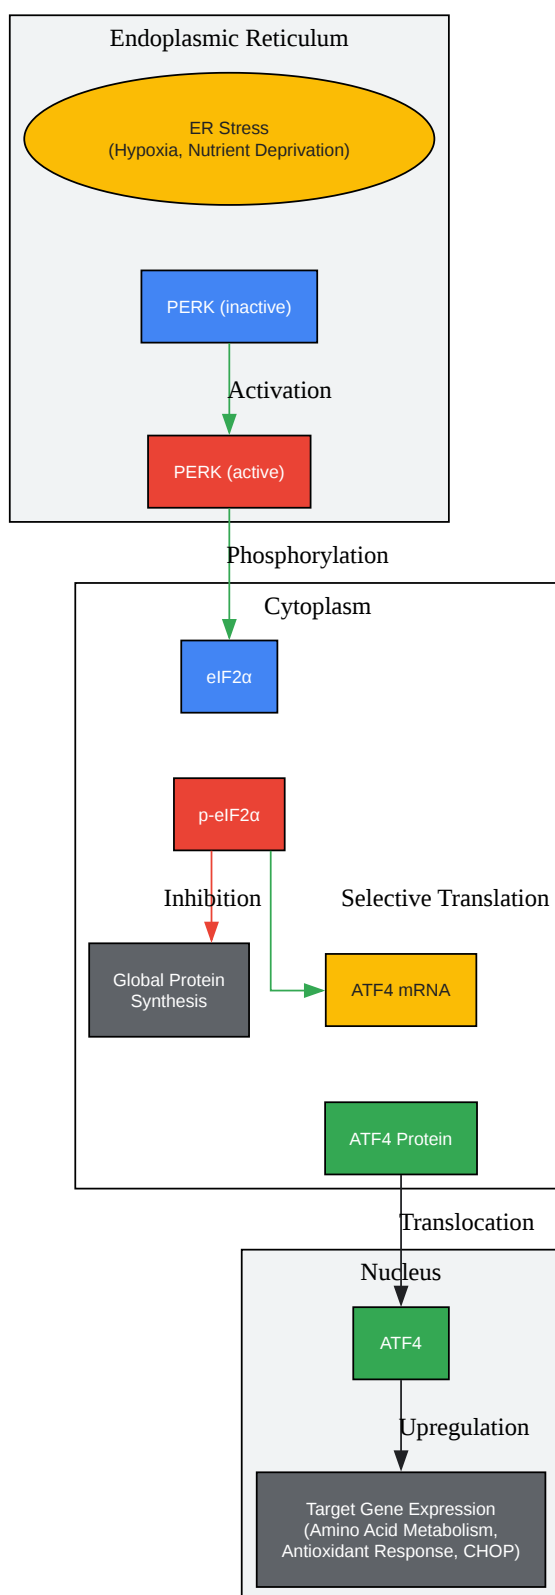 Endoplasmic Reticulum
ER Stress
(Hypoxia, Nutrient Deprivation)
PERK (inactive)
Activation
PERK (active)
Phosphorylation
Cytoplasm
eIF2α
p-eIF2α
Inhibition
Selective Translation
Global Protein
Synthesis
ATF4 mRNA
ATF4 Protein
Translocation
Nucleus
ATF4
Upregulation
Target Gene Expression
(Amino Acid Metabolism,
Antioxidant Response, CHOP)